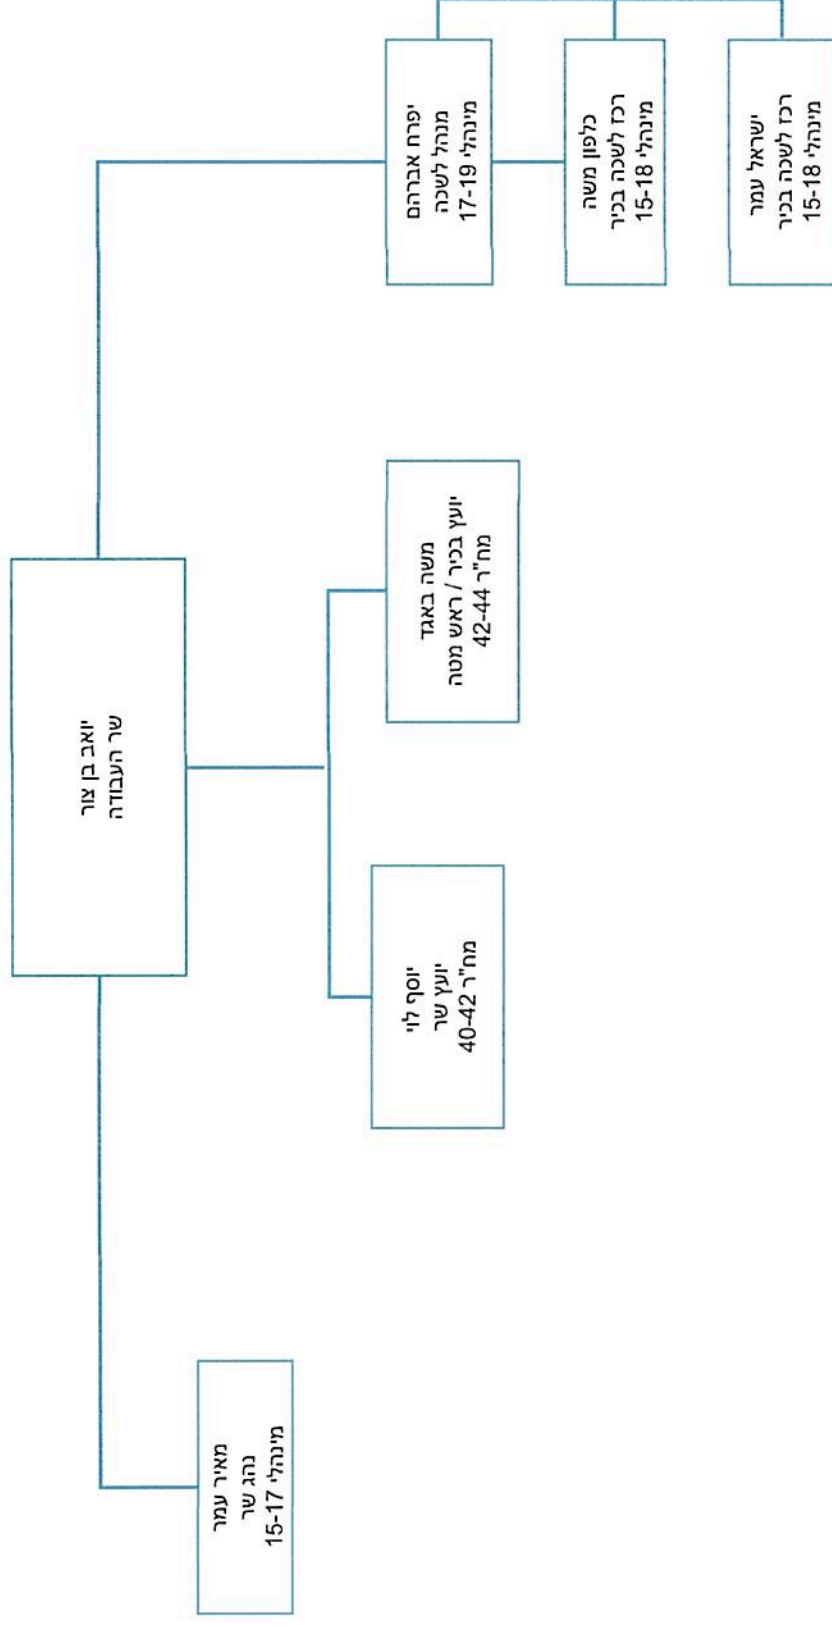 יואב בן צור
שר העבודה
יפרח אברהם
מנהל לשכה
מינהלי 17-19
כלפון משה
רכז לשכה בכיר
מינהלי 15-18
ישראל עמר
רכז לשכה בכיר
מינהלי 15-18
משה באגד
יועץ בכיר / ראש מטה
מח"ר 42-44
יוסף לוי
יועץ שר
מח"ר 40-42
מאיר עמר
נהג שר
מינהלי 15-17